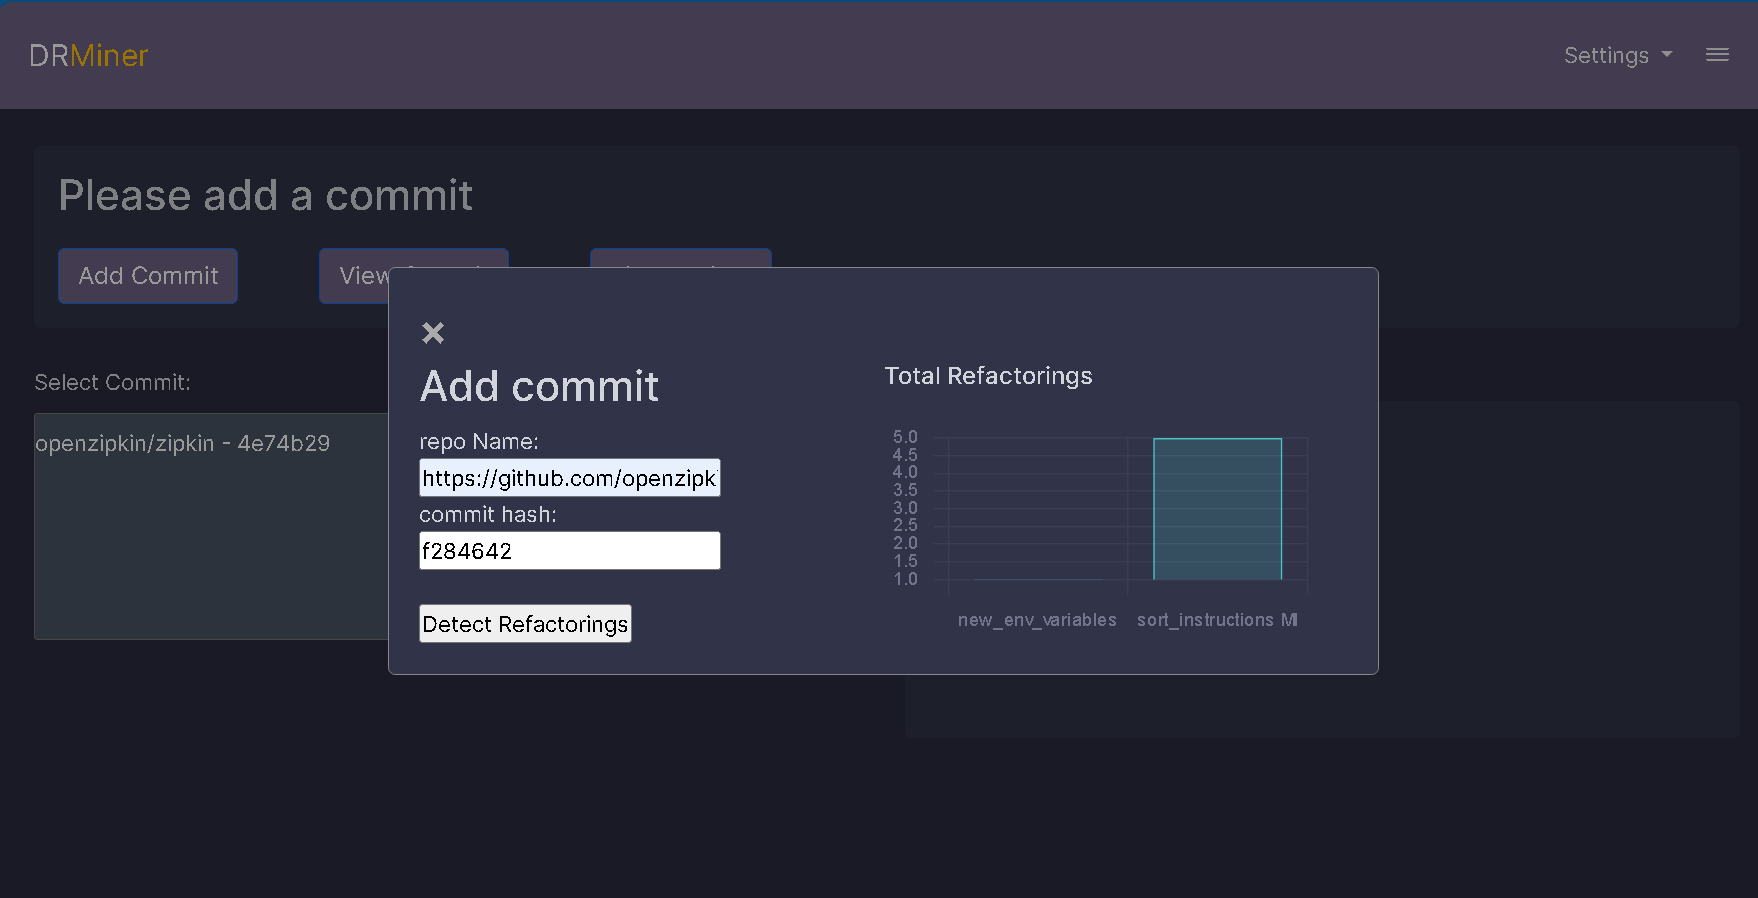 DRMiner
Settings
Please add a commit
Add Commit
View
Select Commit:
openzipkin/zipkin - 4e74b29
×
Add commit
repo Name:
https://github.com/openzipk
commit hash:
f284642
Detect Refactorings
Total Refactorings
5.0
4.5
4.0
3.5
3.0
2.5
2.0
1.5
1.0
new_env_variables
sort_instructions MI